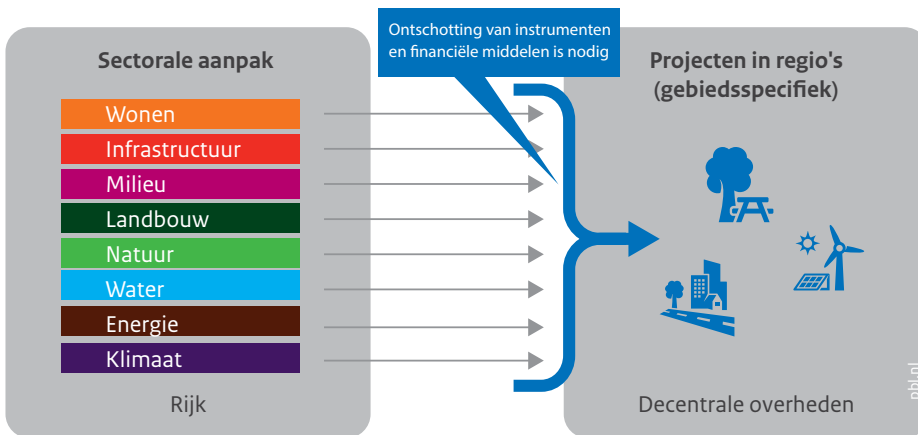 Ontschotting van instrumenten
en financiële middelen is nodig
Sectorale aanpak
Wonen
Infrastructuur
Milieu
Landbouw
Natuur
Water
Energie
Klimaat
Rijk
Projecten in regio's
(gebiedsspecifiek)
Decentrale overheden
pbl.nl